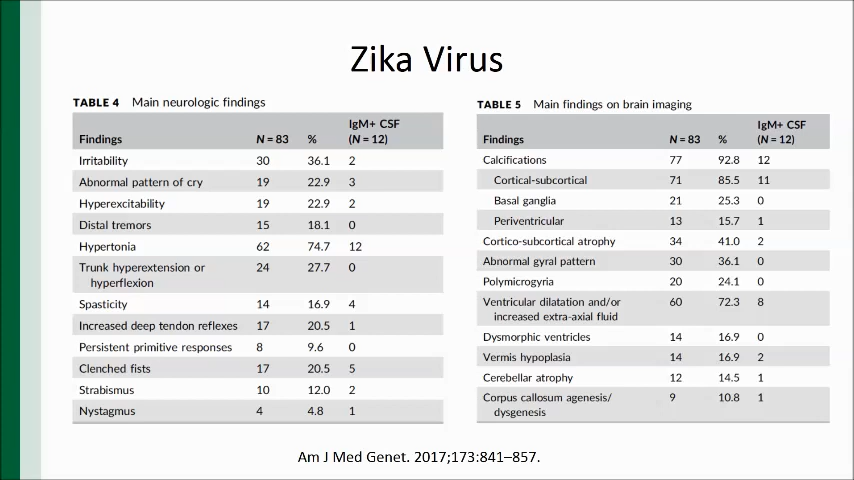 Zika Virus
TABLE 4 Main neurologic findings
Findings N = 83 % IgM+ CSF (N = 12)
Irritability 30 36.1 2
Abnormal pattern of cry 19 22.9 3
Hyperexcitability 19 22.9 2
Distal tremors 15 18.1 0
Hypertonia 62 74.7 12
Trunk hyperextension or 24 27.7 0
hyperflexion
Spasticity 14 16.9 4
Increased deep tendon reflexes 17 20.5 1
Persistent primitive responses 8 9.6 0
Clenched fists 17 20.5 5
Strabismus 10 12.0 2
Nystagmus 4 4.8 1
TABLE 5 Main findings on brain imaging
Findings N = 83 % IgM+ CSF (N = 12)
Calcifications 77 92.8 12
Cortical-subcortical 71 85.5 11
Basal ganglia 21 25.3 0
Periventricular 13 15.7 1
Cortico-subcortical atrophy 34 41.0 2
Abnormal gyral pattern 30 36.1 0
Polymicrogyria 20 24.1 0
Ventricular dilatation and/or 60 72.3 8
increased extra-axial fluid
Dysmorphic ventricles 14 16.9 0
Vermis hypoplasia 14 16.9 2
Cerebellar atrophy 12 14.5 1
Corpus callosum agenesis/ 9 10.8 1
dysgenesis
Am J Med Genet. 2017;173:841–857.